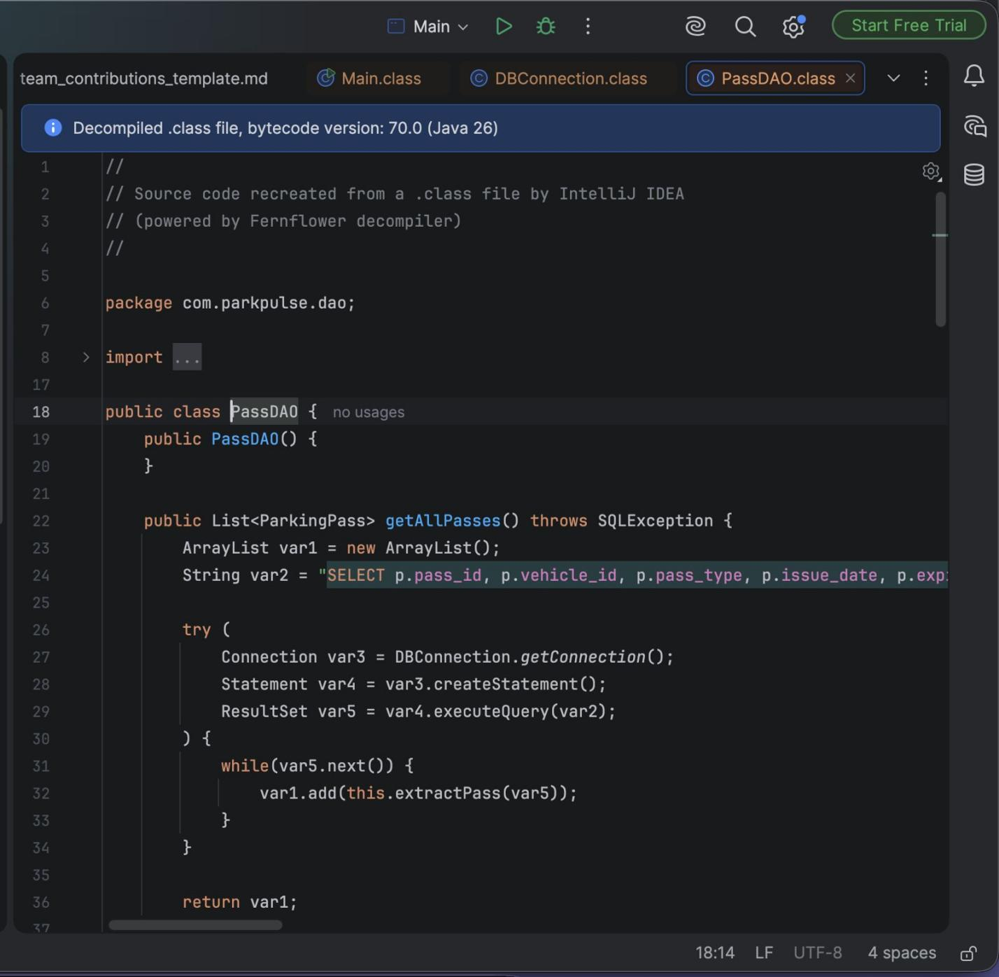 Main
Start Free Trial
team_contributions_template.md
Main.class
DBConnection.class
PassDAO.class
Decompiled .class file, bytecode version: 70.0 (Java 26)
1 //
2 // Source code recreated from a .class file by IntelliJ IDEA
3 // (powered by Fernflower decompiler)
4 //
5
6 package com.parkpulse.dao;
7
8 import ...
17
18 public class PassDAO { no usages
19     public PassDAO() {
20     }
21
22     public List<ParkingPass> getAllPasses() throws SQLException {
23         ArrayList var1 = new ArrayList();
24         String var2 = "SELECT p.pass_id, p.vehicle_id, p.pass_type, p.issue_date, p.exp
25
26         try (
27             Connection var3 = DBConnection.getConnection();
28             Statement var4 = var3.createStatement();
29             ResultSet var5 = var4.executeQuery(var2);
30         ) {
31             while(var5.next()) {
32                 var1.add(this.extractPass(var5));
33             }
34         }
35
36         return var1;
37
18:14 LF UTF-8 4 spaces